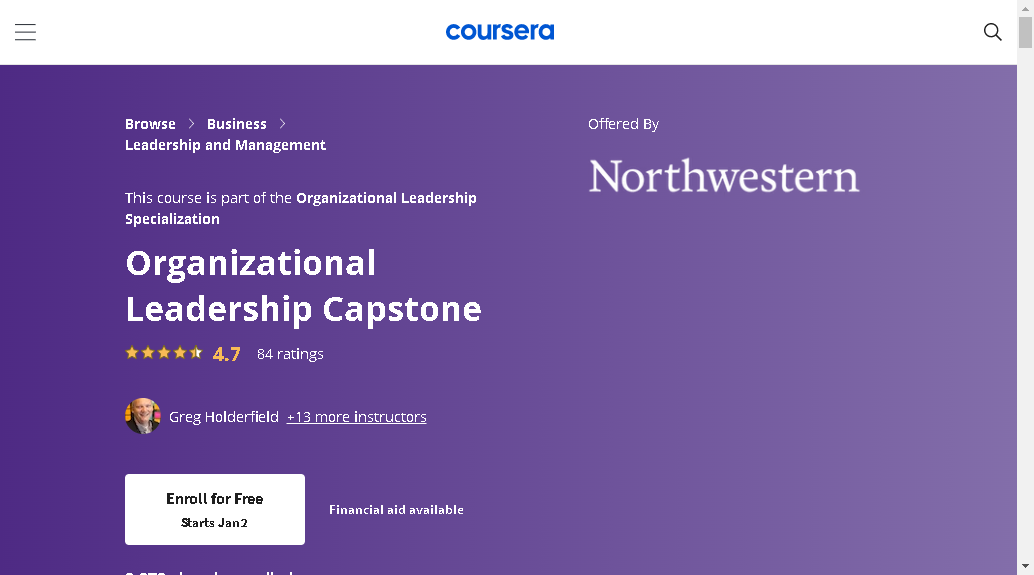 coursera
Browse
Business
Leadership and Management
Offered By
Northwestern
This course is part of the Organizational Leadership
Specialization
Organizational
Leadership Capstone
4.7
84 ratings
Greg Holderfield
+13 more instructors
Enroll for Free
Starts Jan 2
Financial aid available